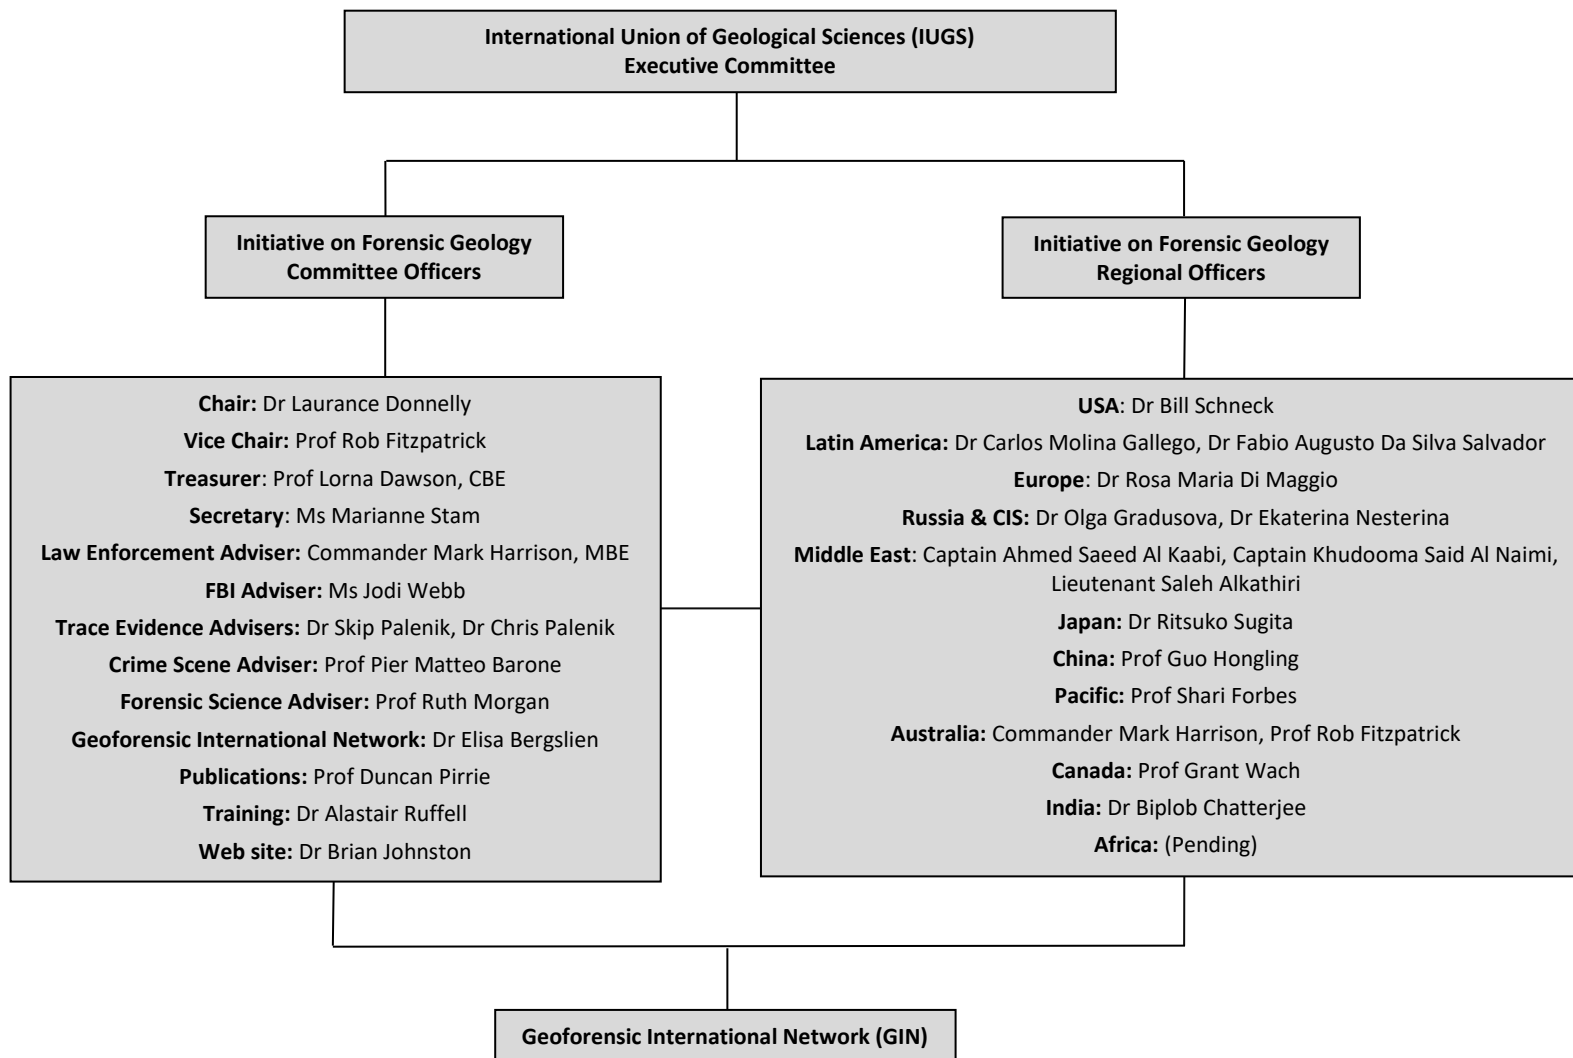 International Union of Geological Sciences (IUGS)
Executive Committee
Initiative on Forensic Geology
Committee Officers
Initiative on Forensic Geology
Regional Officers
Chair: Dr Laurance Donnelly
Vice Chair: Prof Rob Fitzpatrick
Treasurer: Prof Lorna Dawson, CBE
Secretary: Ms Marianne Stam
Law Enforcement Adviser: Commander Mark Harrison, MBE
FBI Adviser: Ms Jodi Webb
Trace Evidence Advisers: Dr Skip Palenik, Dr Chris Palenik
Crime Scene Adviser: Prof Pier Matteo Barone
Forensic Science Adviser: Prof Ruth Morgan
Geoforensic International Network: Dr Elisa Bergslien
Publications: Prof Duncan Pirrie
Training: Dr Alastair Ruffell
Web site: Dr Brian Johnston
USA: Dr Bill Schneck
Latin America: Dr Carlos Molina Gallego, Dr Fabio Augusto Da Silva Salvador
Europe: Dr Rosa Maria Di Maggio
Russia & CIS: Dr Olga Gradusova, Dr Ekaterina Nesterina
Middle East: Captain Ahmed Saeed Al Kaabi, Captain Khudooma Said Al Naimi,
Lieutenant Saleh Alkathiri
Japan: Dr Ritsuko Sugita
China: Prof Guo Hongling
Pacific: Prof Shari Forbes
Australia: Commander Mark Harrison, Prof Rob Fitzpatrick
Canada: Prof Grant Wach
India: Dr Biplob Chatterjee
Africa: (Pending)
Geoforensic International Network (GIN)